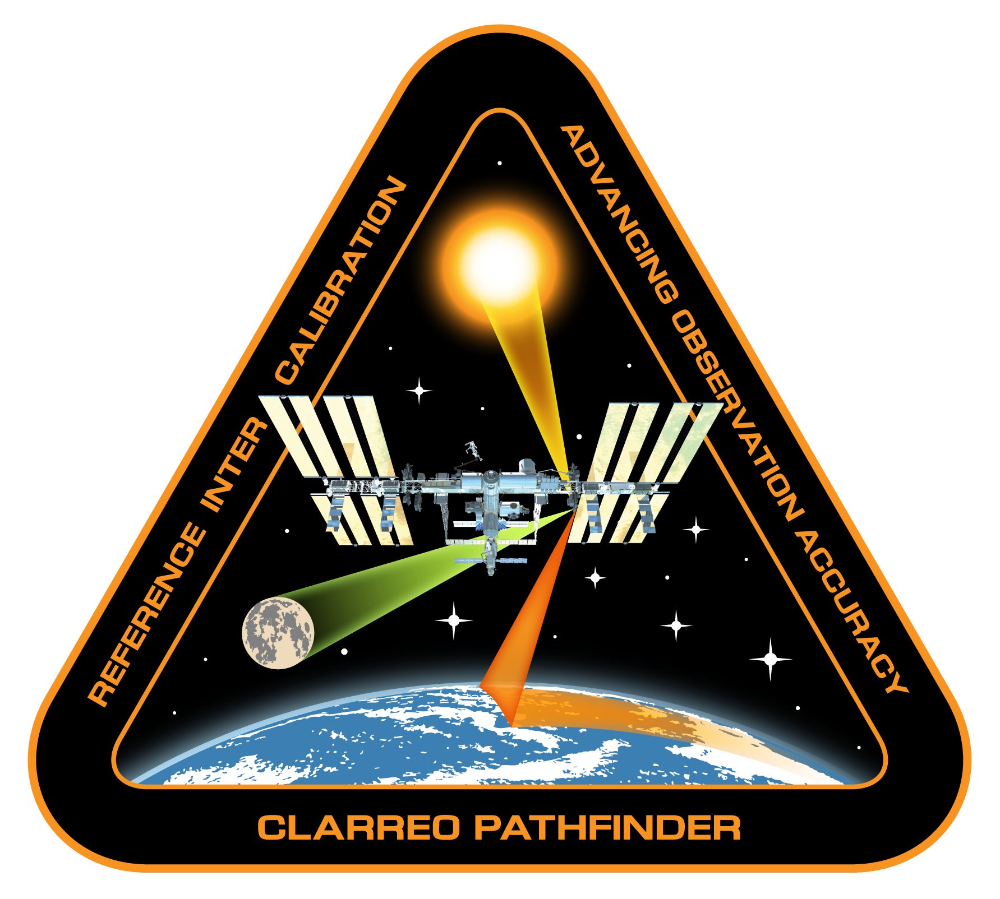 REFERENCE INTER CALIBRATION
ADVANCING OBSERVATION ACCURACY
CLARREO PATHFINDER